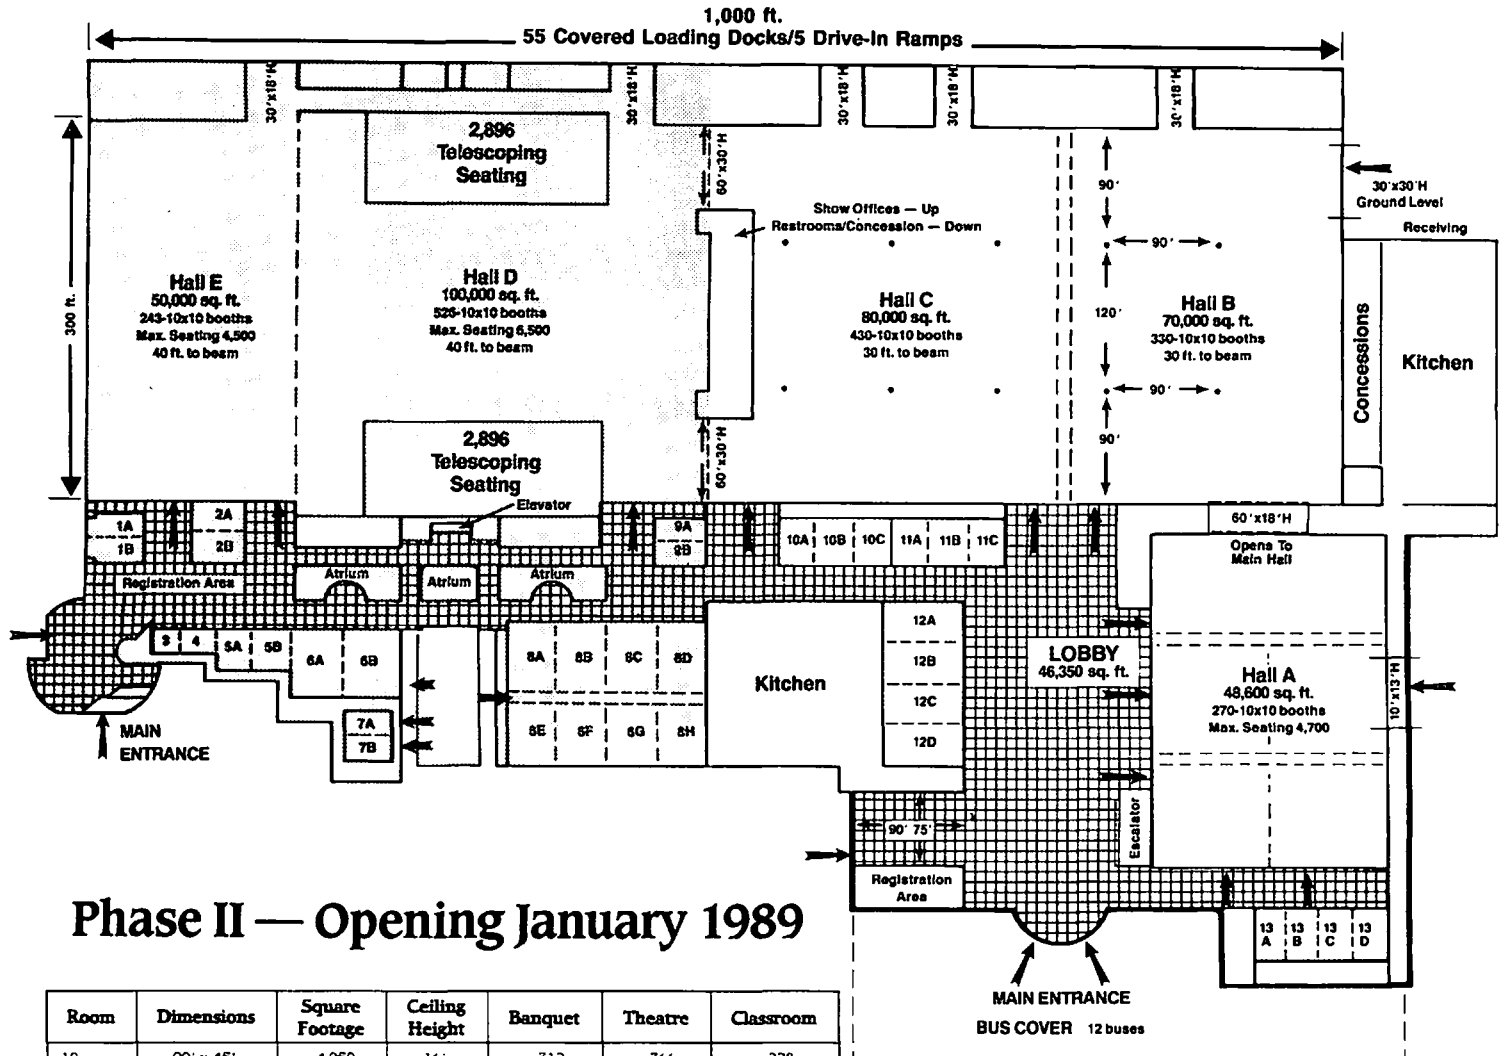 1,000 ft.
55 Covered Loading Docks/5 Drive-In Ramps
30'x18'H
30'x18'H
30'x18'H
30'x18'H
30'x18'H
2,896
Telescoping
Seating
60'x30'H
90'
30'x30'H
Ground Level
Receiving
Show Offices — Up
Restrooms/Concession — Down
90'
300 ft.
Hall E
50,000 sq. ft.
243-10x10 booths
Max. Seating 4,500
40 ft. to beam
Hall D
100,000 sq. ft.
526-10x10 booths
Max. Seating 6,500
40 ft. to beam
Hall C
80,000 sq. ft.
430-10x10 booths
30 ft. to beam
120'
Hall B
70,000 sq. ft.
330-10x10 booths
30 ft. to beam
Concessions
Kitchen
90'
2,896
Telescoping
Seating
60'x30'H
90'
Elevator
1A
1B
2A
2B
9A
9B
10A
10B
10C
11A
11B
11C
60'x18'H
Opens To
Main Hall
Registration Area
Atrium
Atrium
Atrium
3
4
5A
5B
6A
6B
7A
7B
8A
8B
8C
8D
8E
8F
8G
8H
Kitchen
12A
12B
12C
12D
LOBBY
46,350 sq. ft.
Hall A
48,600 sq. ft.
270-10x10 booths
Max. Seating 4,700
10'x13'H
MAIN
ENTRANCE
90' 75'
Escalator
Registration
Area
13 A
13 B
13 C
13 D
Phase II — Opening January 1989
MAIN ENTRANCE
BUS COVER 12 buses
Room Dimensions Square Footage Ceiling Height Banquet Theatre Classroom